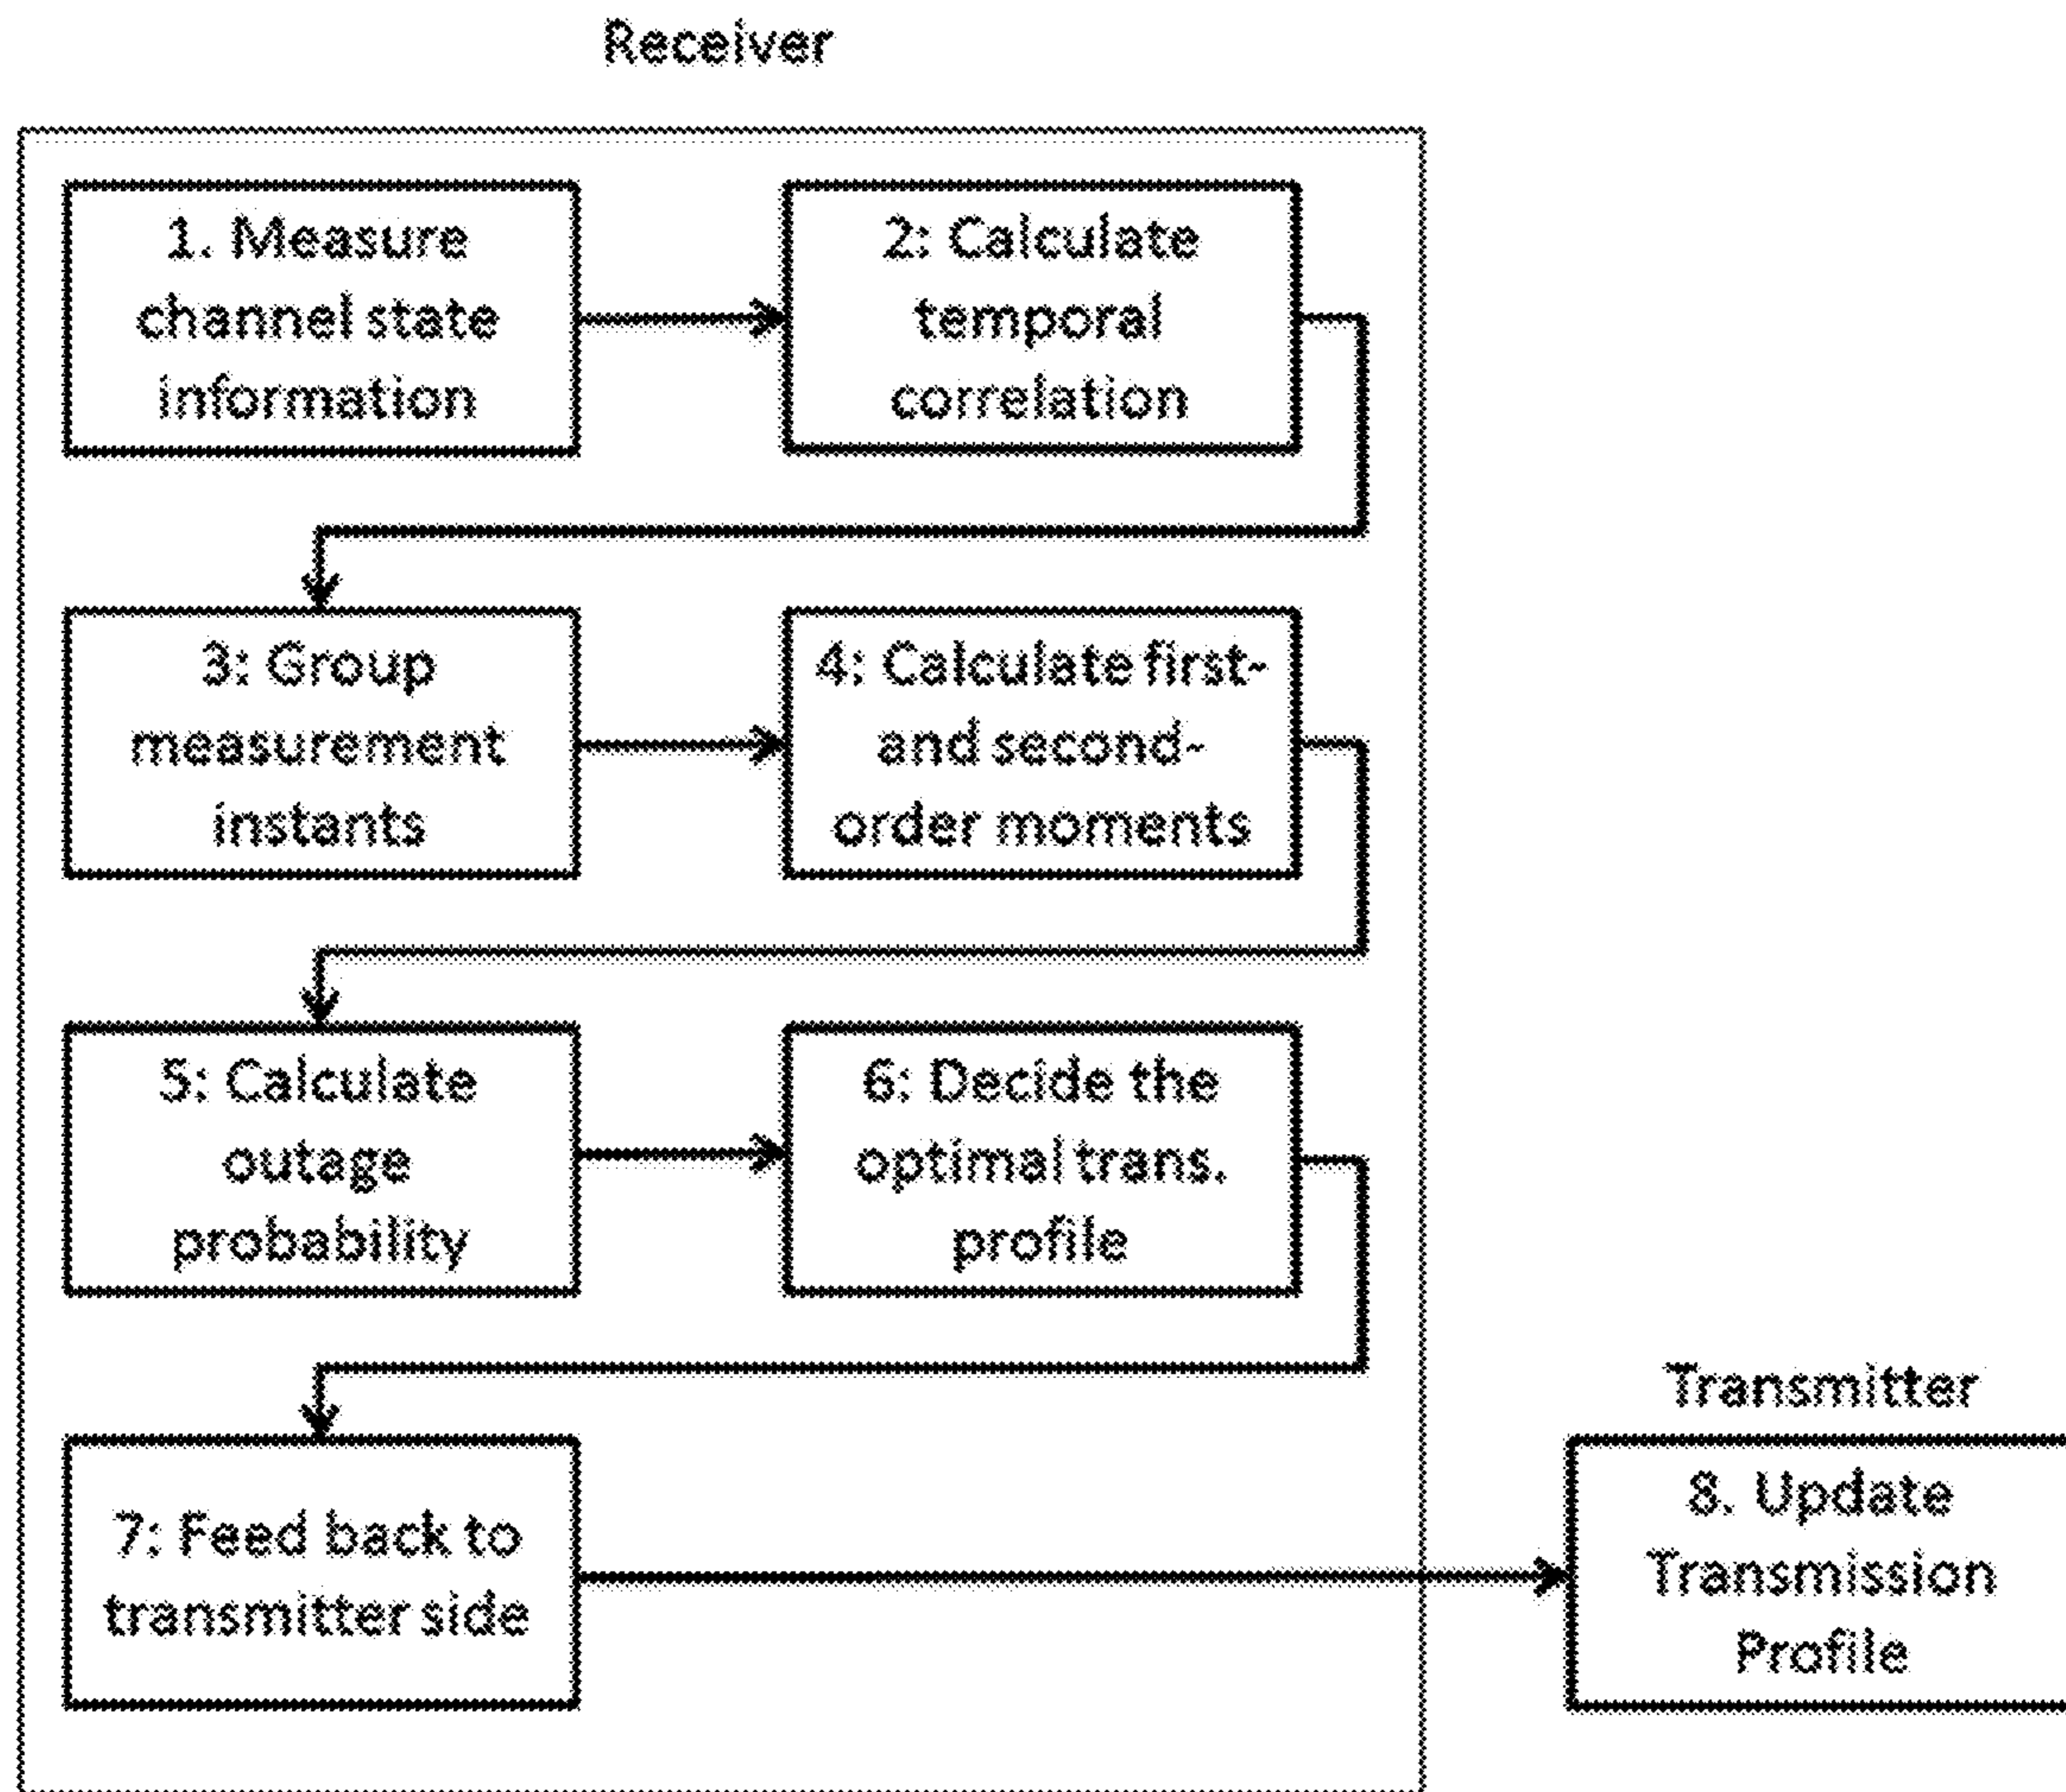 Receiver
1. Measure
channel state
information
2: Calculate
temporal
correlation
3: Group
measurement
instants
4: Calculate first-
and second-
order moments
5: Calculate
outage
probability
6: Decide the
optimal trans.
profile
7: Feed back to
transmitter side
Transmitter
8. Update
Transmission
Profile